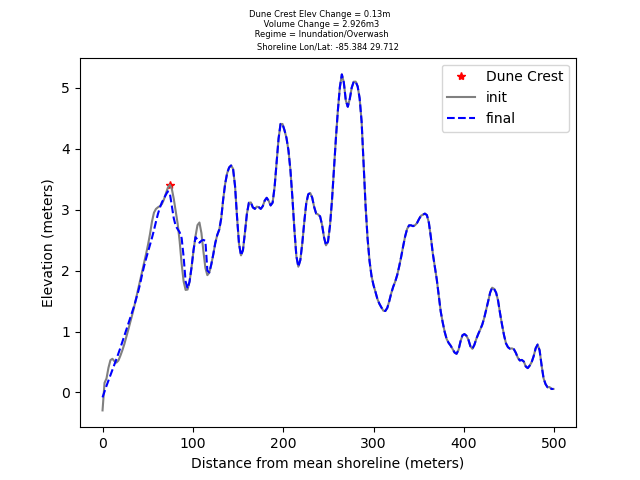 Dune Crest Elev Change = 0.13m
Volume Change = 2.926m3
Regime = Inundation/Overwash
Shoreline Lon/Lat: -85.384 29.712
Dune Crest
init
final
Elevation (meters)
5
4
3
2
1
0
0 100 200 300 400 500
Distance from mean shoreline (meters)